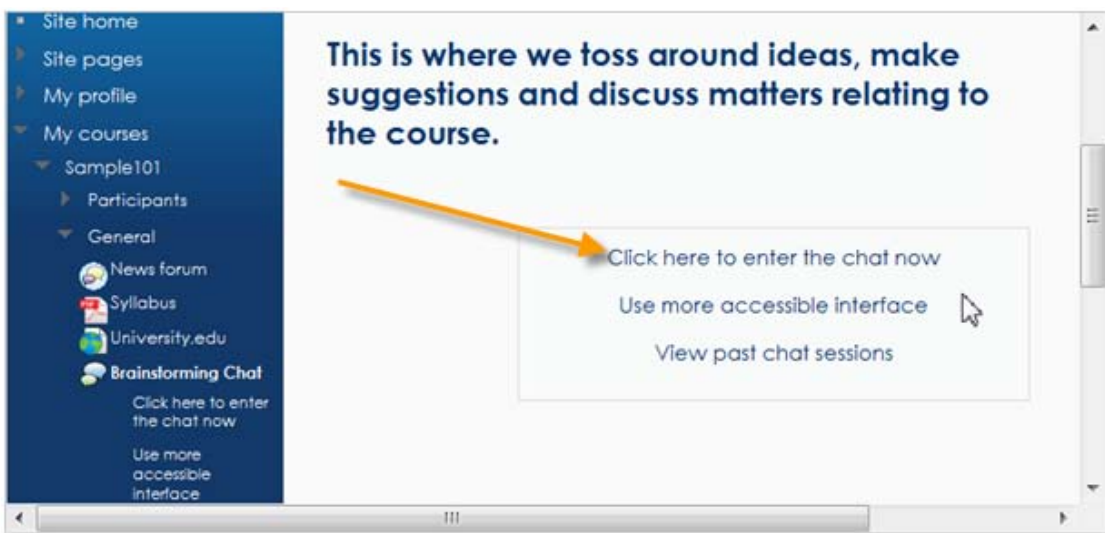 Site home
Site pages
My profile
My courses
Sample101
Participants
General
News forum
Syllabus
University.edu
Brainstorming Chat
Click here to enter
the chat now
Use more
accessible
interface
This is where we toss around ideas, make
suggestions and discuss matters relating to
the course.
Click here to enter the chat now
Use more accessible interface
View past chat sessions